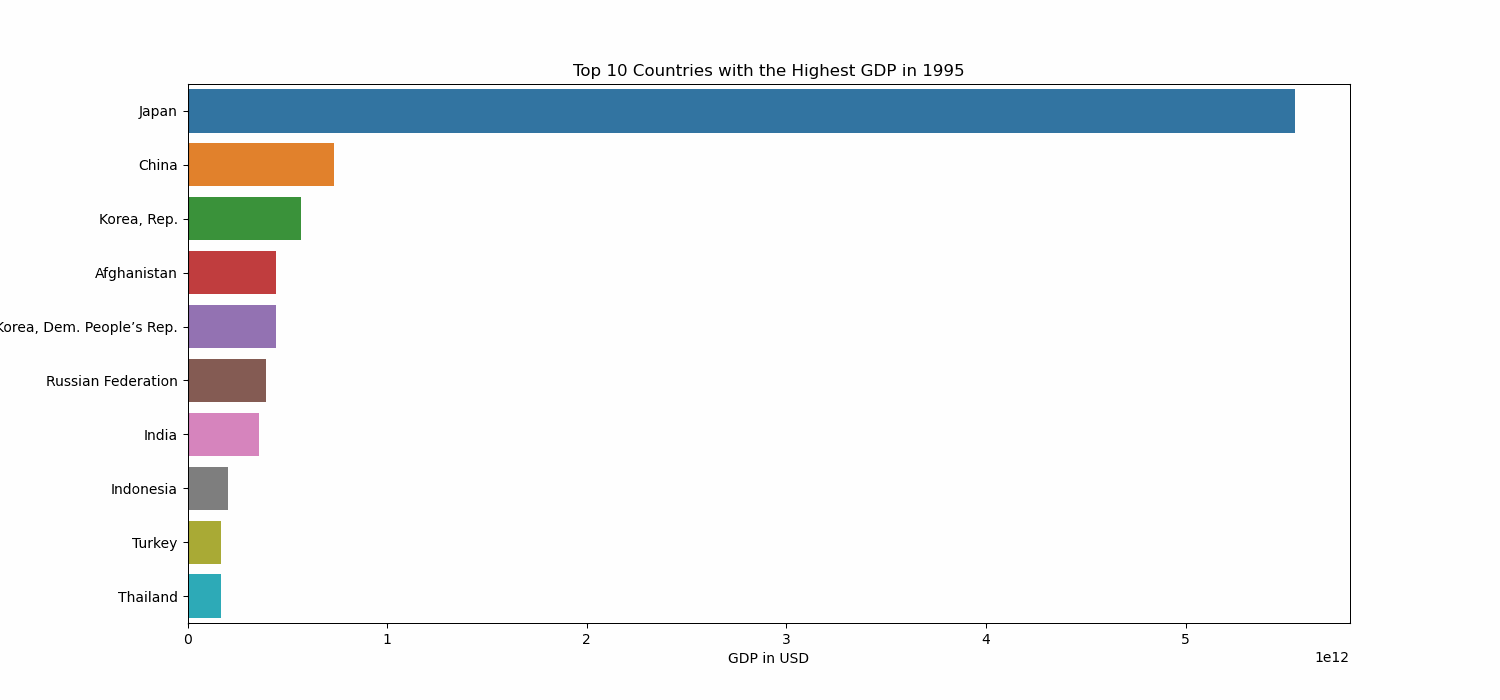 Top 10 Countries with the Highest GDP in 1995
Japan
China
Korea, Rep.
Afghanistan
Korea, Dem. People’s Rep.
Russian Federation
India
Indonesia
Turkey
Thailand
0 1 2 3 4 5
GDP in USD
1e12